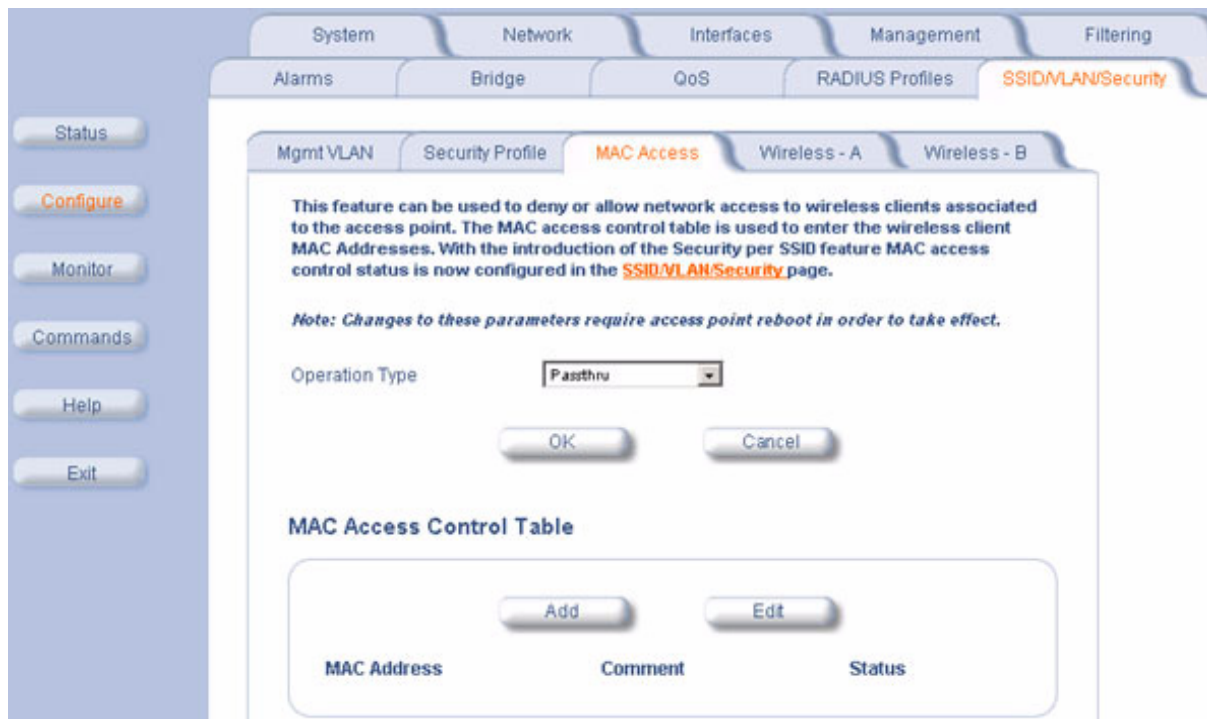 System Network Interfaces Management Filtering
Alarms Bridge QoS RADIUS Profiles SSID/VLAN/Security
Status
Mgmt VLAN Security Profile MAC Access Wireless - A Wireless - B
Configure
This feature can be used to deny or allow network access to wireless clients associated
to the access point. The MAC access control table is used to enter the wireless client
MAC Addresses. With the introduction of the Security per SSID feature MAC access
control status is now configured in the SSID/VLAN/Security page.
Monitor
Note: Changes to these parameters require access point reboot in order to take effect.
Commands
Operation Type Passthru
Help
OK Cancel
Exit
MAC Access Control Table
Add Edit
MAC Address Comment Status